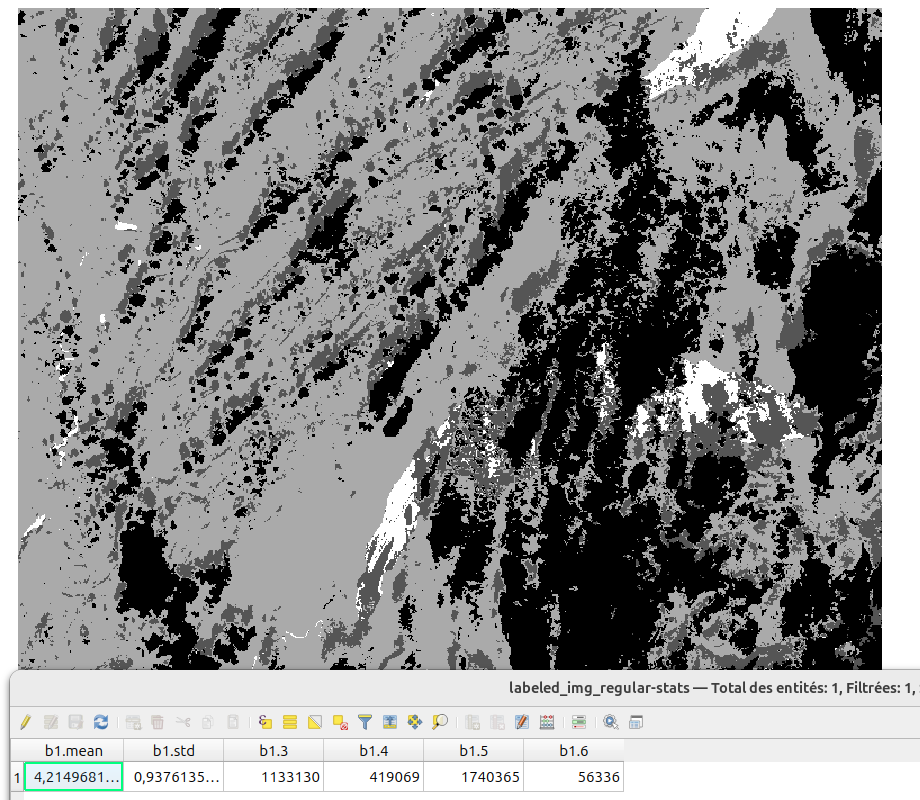 labeled_img_regular-stats — Total des entités: 1, Filtrées: 1,
b1.mean b1.std b1.3 b1.4 b1.5 b1.6
1 4,2149681... 0,9376135... 1133130 419069 1740365 56336